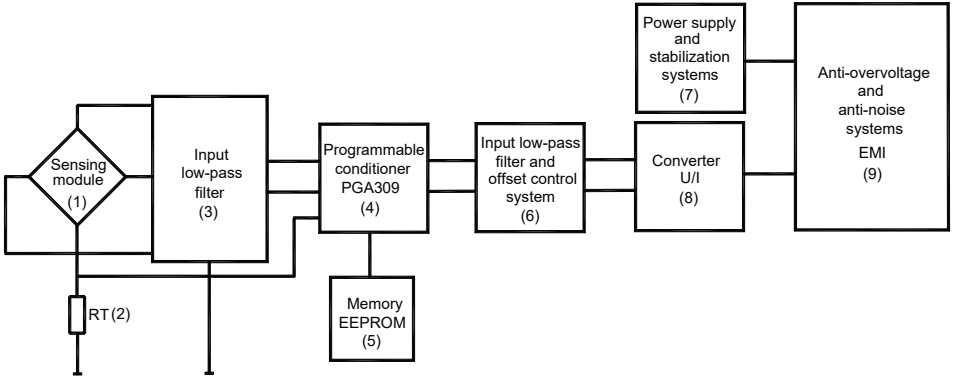 Sensing
module
(1)
RT (2)
Input
low-pass
filter
(3)
Programmable
conditioner
PGA309
(4)
Memory
EEPROM
(5)
Input low-pass
filter and
offset control
system
(6)
Power supply
and
stabilization
systems
(7)
Converter
U/I
(8)
Anti-overvoltage
and
anti-noise
systems
EMI
(9)